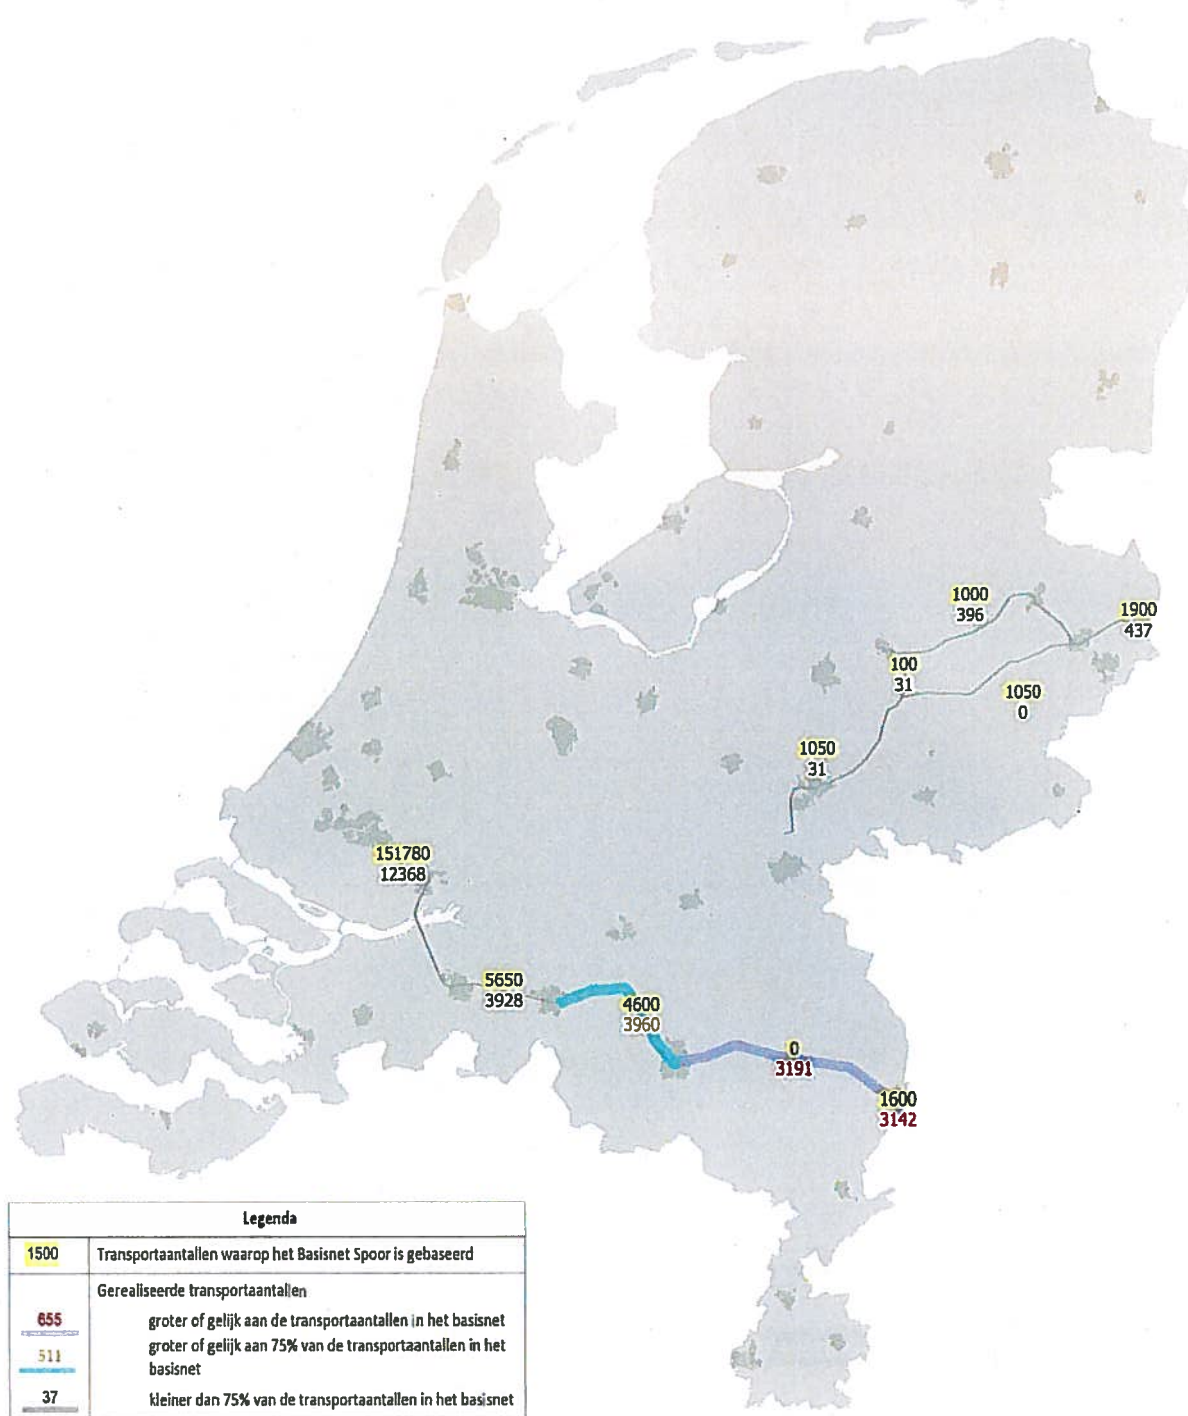 1000
396
1900
437
100
31
1050
0
1050
31
151780
12368
5650
3928
4600
3960
0
3191
1600
3142
Legenda
1500 Transportaantallen waarop het Basisnet Spoor is gebaseerd
Gerealiseerde transportaantallen
655 groter of gelijk aan de transportaantallen in het basisnet
511 groter of gelijk aan 75% van de transportaantallen in het
basisnet
37 kleiner dan 75% van de transportaantallen in het basisnet